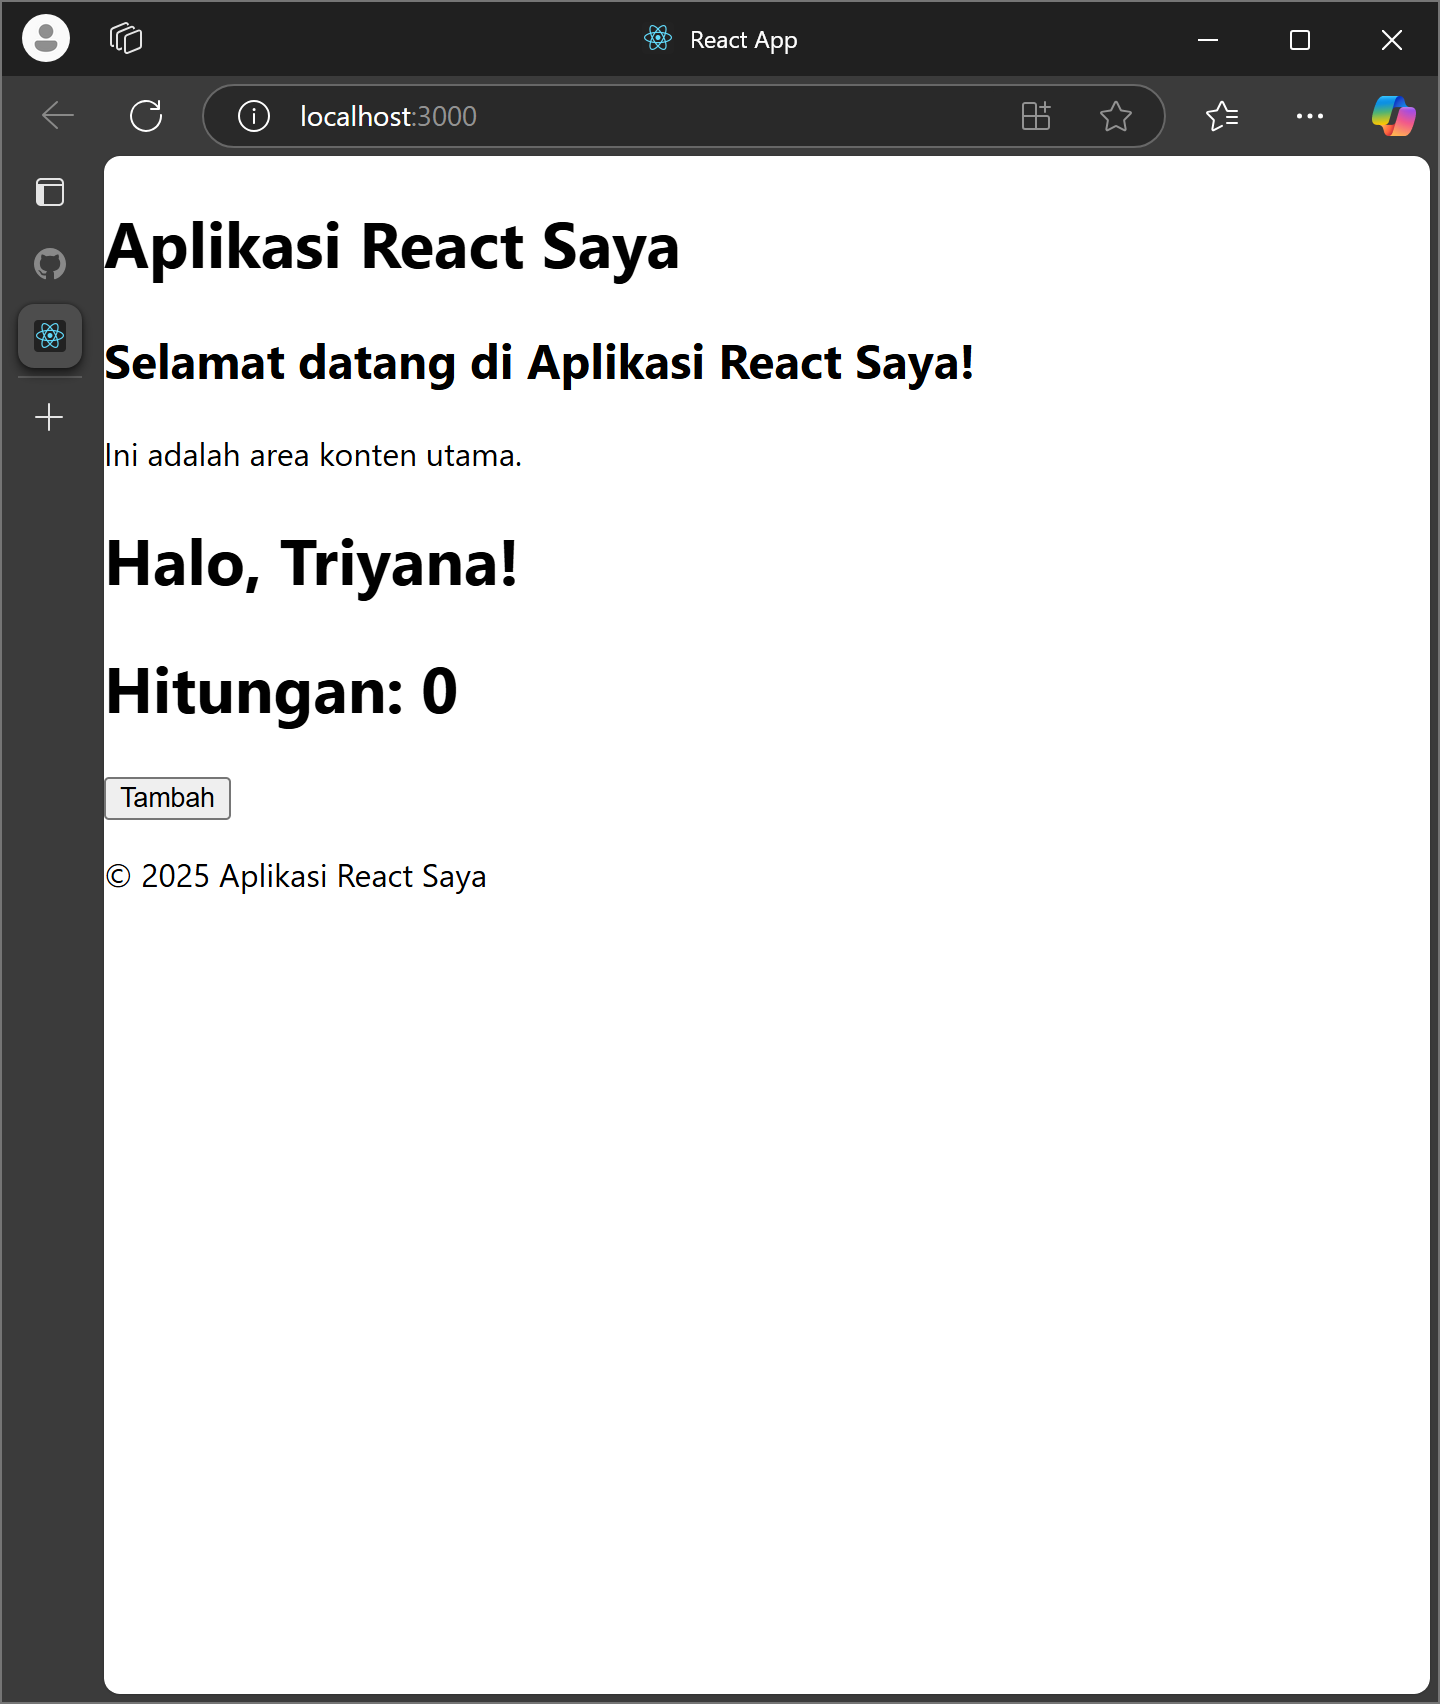 React App
localhost:3000
Aplikasi React Saya
Selamat datang di Aplikasi React Saya!
Ini adalah area konten utama.
Halo, Triyana!
Hitungan: 0
Tambah
© 2025 Aplikasi React Saya